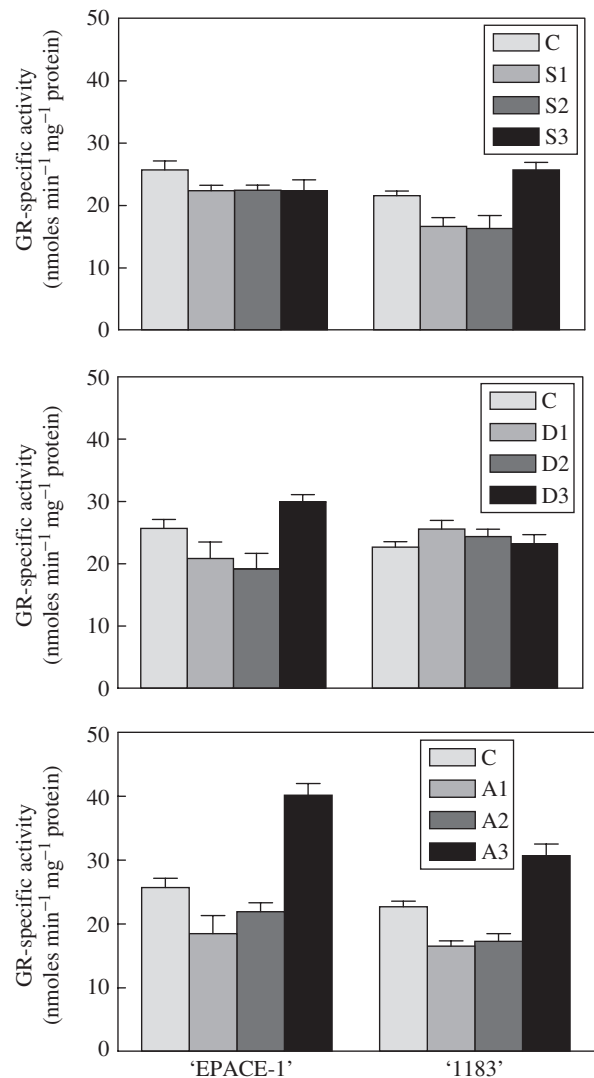 50
40
30
20
10
0
GR-specific activity
(nmoles min⁻¹ mg⁻¹ protein)
C
S1
S2
S3
50
40
30
20
10
0
GR-specific activity
(nmoles min⁻¹ mg⁻¹ protein)
C
D1
D2
D3
50
40
30
20
10
0
GR-specific activity
(nmoles min⁻¹ mg⁻¹ protein)
C
A1
A2
A3
‘EPACE-1’ ‘1183’